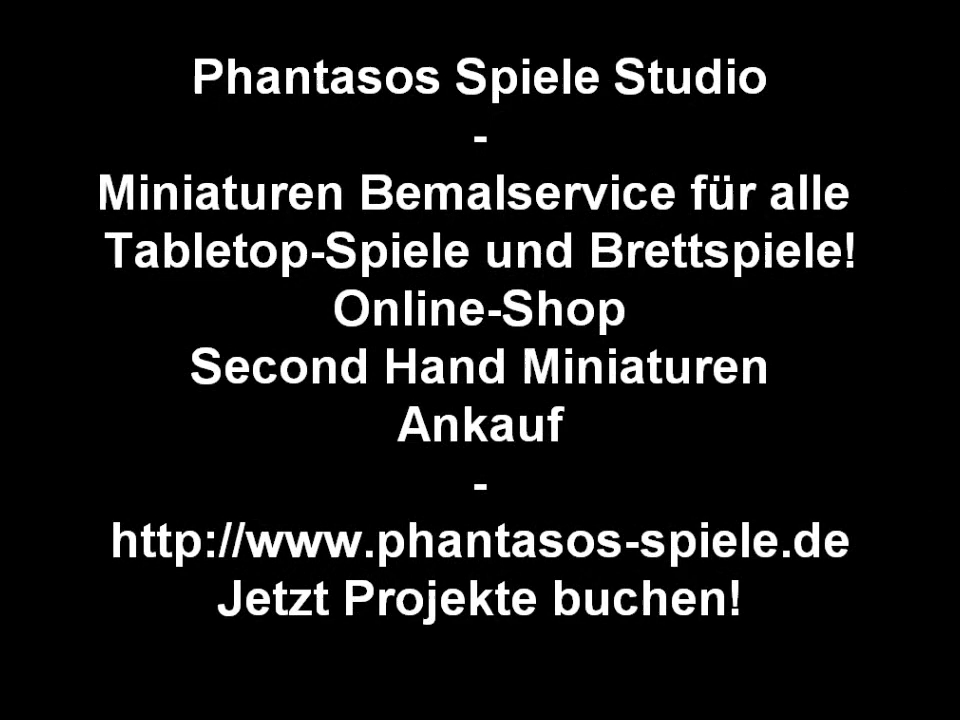 Phantasos Spiele Studio
-
Miniaturen Bemalservice für alle
Tabletop-Spiele und Brettspiele!
Online-Shop
Second Hand Miniaturen
Ankauf
-
http://www.phantasos-spiele.de
Jetzt Projekte buchen!